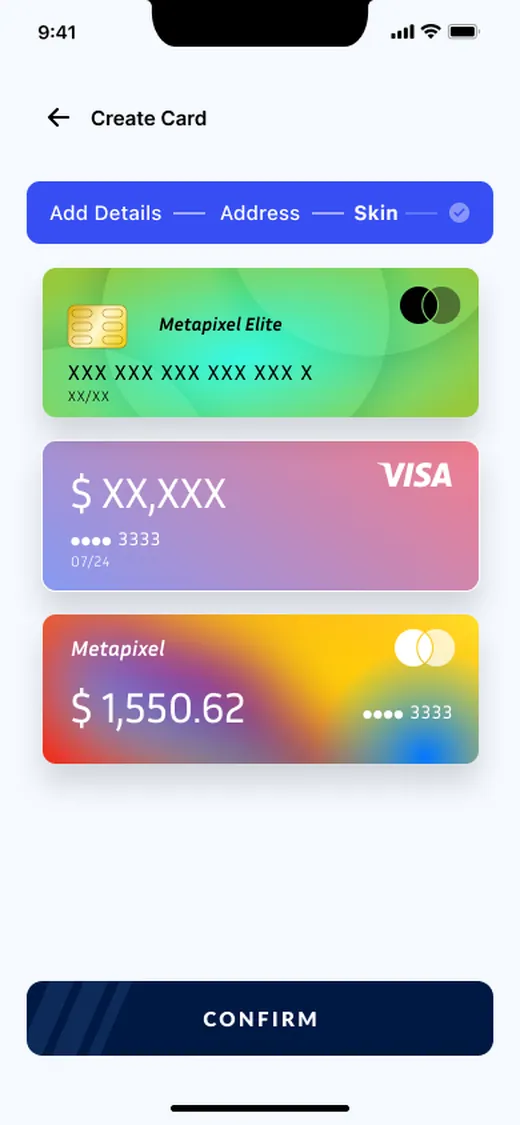 9:41
Create Card
Add Details Address Skin
Metapixel Elite
XXX XXX XXX XXX XXX X
XX/XX
VISA
$ XX,XXX
●●●● 3333
07/24
Metapixel
$ 1,550.62
●●●● 3333
CONFIRM